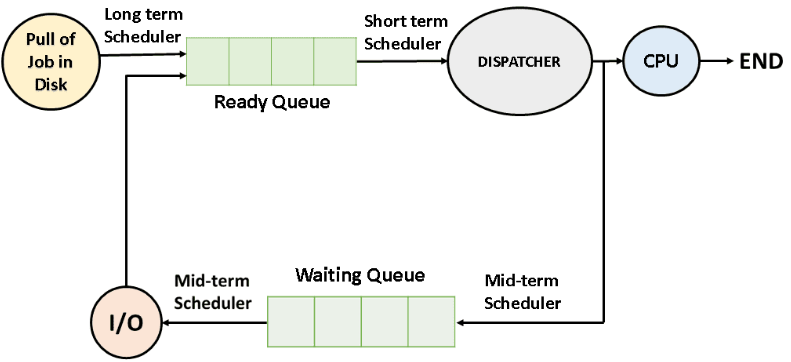 Pull of
Job in
Disk
Long term
Scheduler
Ready Queue
Short term
Scheduler
DISPATCHER
CPU
END
I/O
Mid-term
Scheduler
Waiting Queue
Mid-term
Scheduler